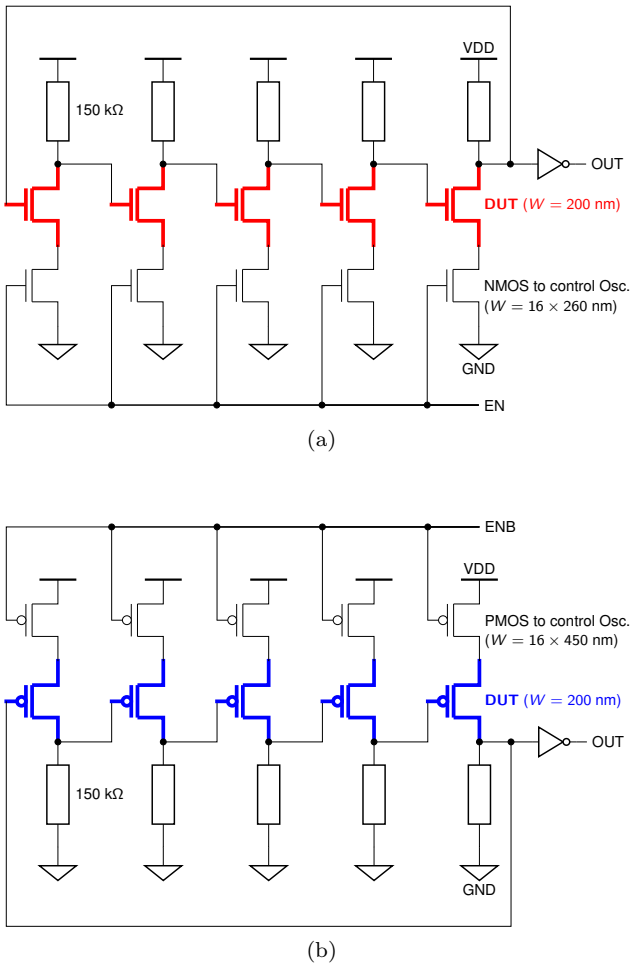 VDD
150 kΩ
OUT
DUT (W = 200 nm)
NMOS to control Osc.
(W = 16 × 260 nm)
GND
EN
(a)
ENB
VDD
PMOS to control Osc.
(W = 16 × 450 nm)
DUT (W = 200 nm)
OUT
150 kΩ
GND
(b)